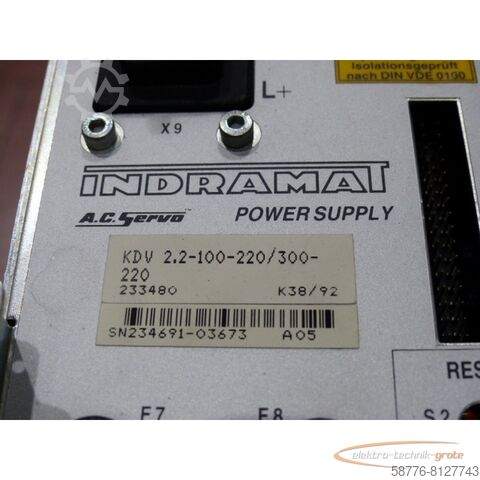 Isolationsgeprüft
nach DIN VDE 0160
L+
X9
INDRAMAT
A.C. Servo™
POWER SUPPLY
KDV 2.2-100-220/300-
220
233480 K38/92
SN234691-03673 A05
RES
F7 F8 S2
elektro-technik-grote
58776-8127743